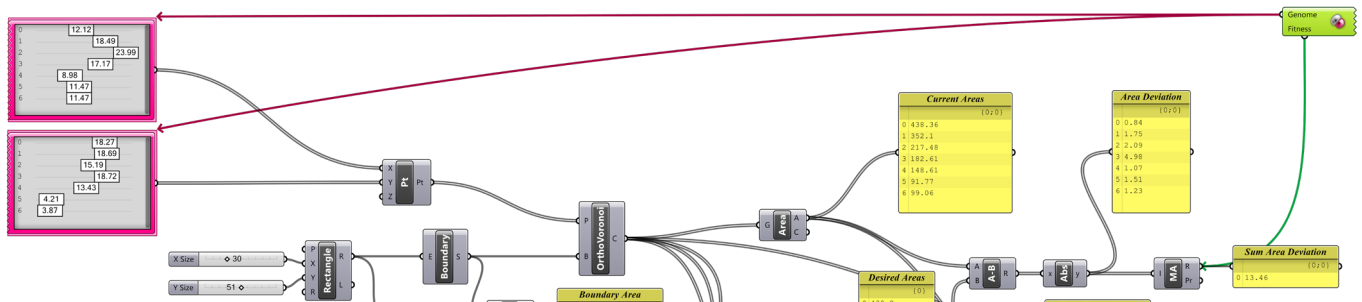 Genome
Fitness
0 12.12
1 18.49
2 23.99
3 17.17
4 8.98
5 11.47
6 11.47
0 18.27
1 18.69
2 15.19
3 18.72
4 13.43
5 4.21
6 3.87
X
Y
Z
Pt
Pt
X Size 30
Y Size 51
P
X
Y
R
Rectangle
R
L
E
Boundary
S
P
B
OrthoVoronoi
C
Boundary Area
G
Area
A
C
Current Areas
{0;0}
0 438.36
1 352.1
2 217.48
3 182.61
4 148.61
5 91.77
6 99.06
Desired Areas
{0}
A
B
A-B
R
x
Abs
y
Area Deviation
{0;0}
0 0.84
1 1.75
2 2.09
3 4.98
4 1.07
5 1.51
6 1.23
I
MA
R
Pr
Sum Area Deviation
{0;0}
0 13.46